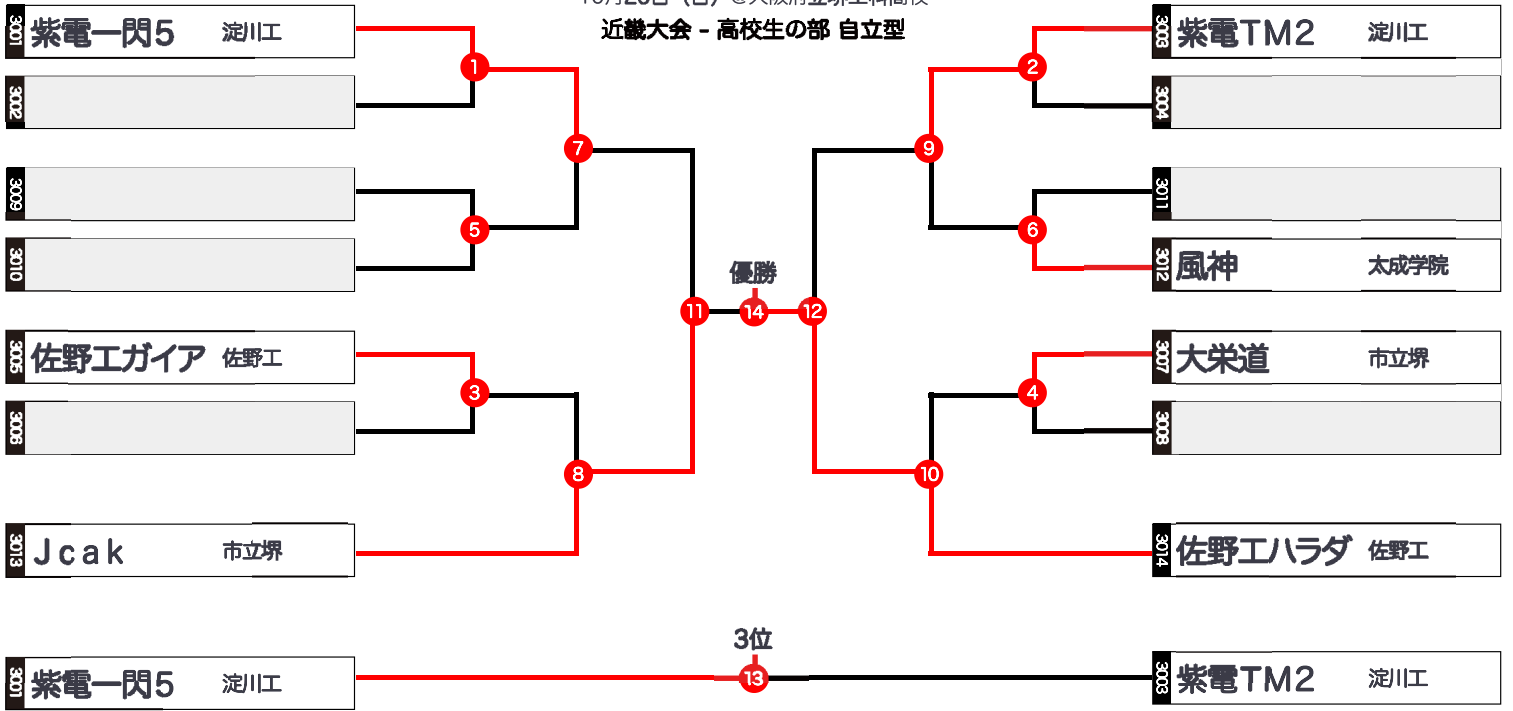 近畿大会 – 高校生の部 自立型
3001 紫電一閃5 淀川工
3002
3009
3010
3005 佐野工ガイア 佐野工
3006
3013 Jcak 市立堺
1
5
3
7
8
11
優勝
14
12
9
10
2
6
4
3003 紫電TM2 淀川工
3004
3011
3012 風神 太成学院
3007 大栄道 市立堺
3008
3014 佐野工ハラダ 佐野工
3位
3001 紫電一閃5 淀川工
13
3003 紫電TM2 淀川工